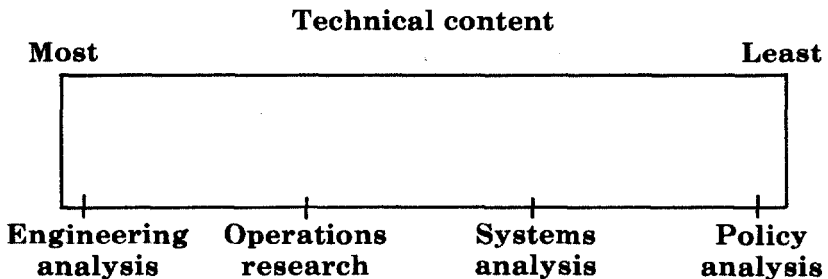 Technical content
Most Least
Engineering Operations Systems Policy
analysis research analysis analysis